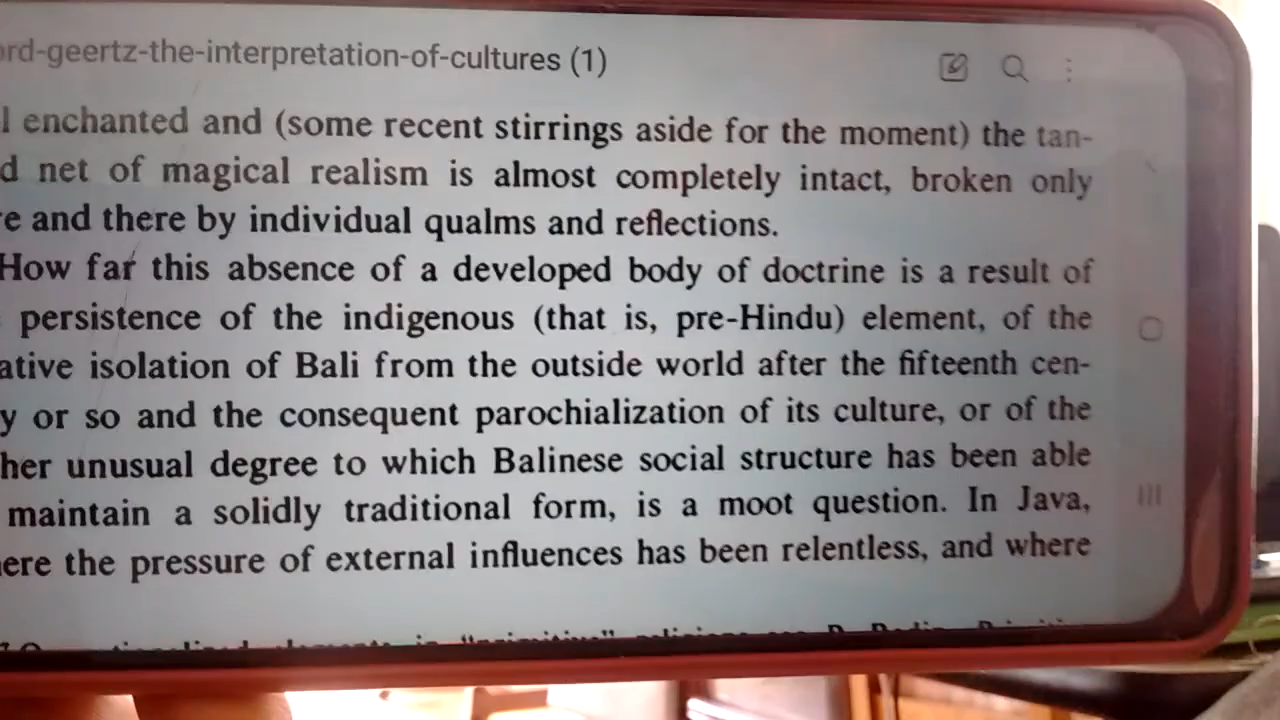 ord-geertz-the-interpretation-of-cultures (1)
l enchanted and (some recent stirrings aside for the moment) the tan-
d net of magical realism is almost completely intact, broken only
e and there by individual qualms and reflections.
How far this absence of a developed body of doctrine is a result of
persistence of the indigenous (that is, pre-Hindu) element, of the
ative isolation of Bali from the outside world after the fifteenth cen-
y or so and the consequent parochialization of its culture, or of the
her unusual degree to which Balinese social structure has been able
maintain a solidly traditional form, is a moot question. In Java,
ere the pressure of external influences has been relentless, and where